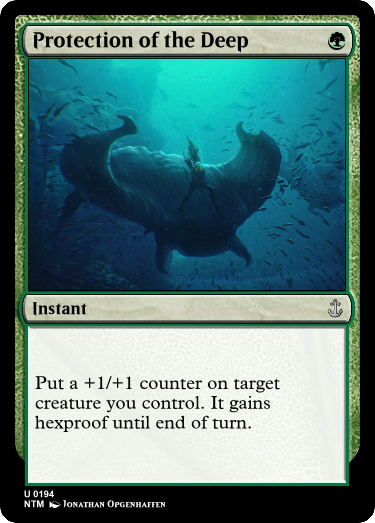 Protection of the Deep
Instant
Put a +1/+1 counter on target
creature you control. It gains
hexproof until end of turn.
U 0194
NTM Jonathan Opgenhaffen